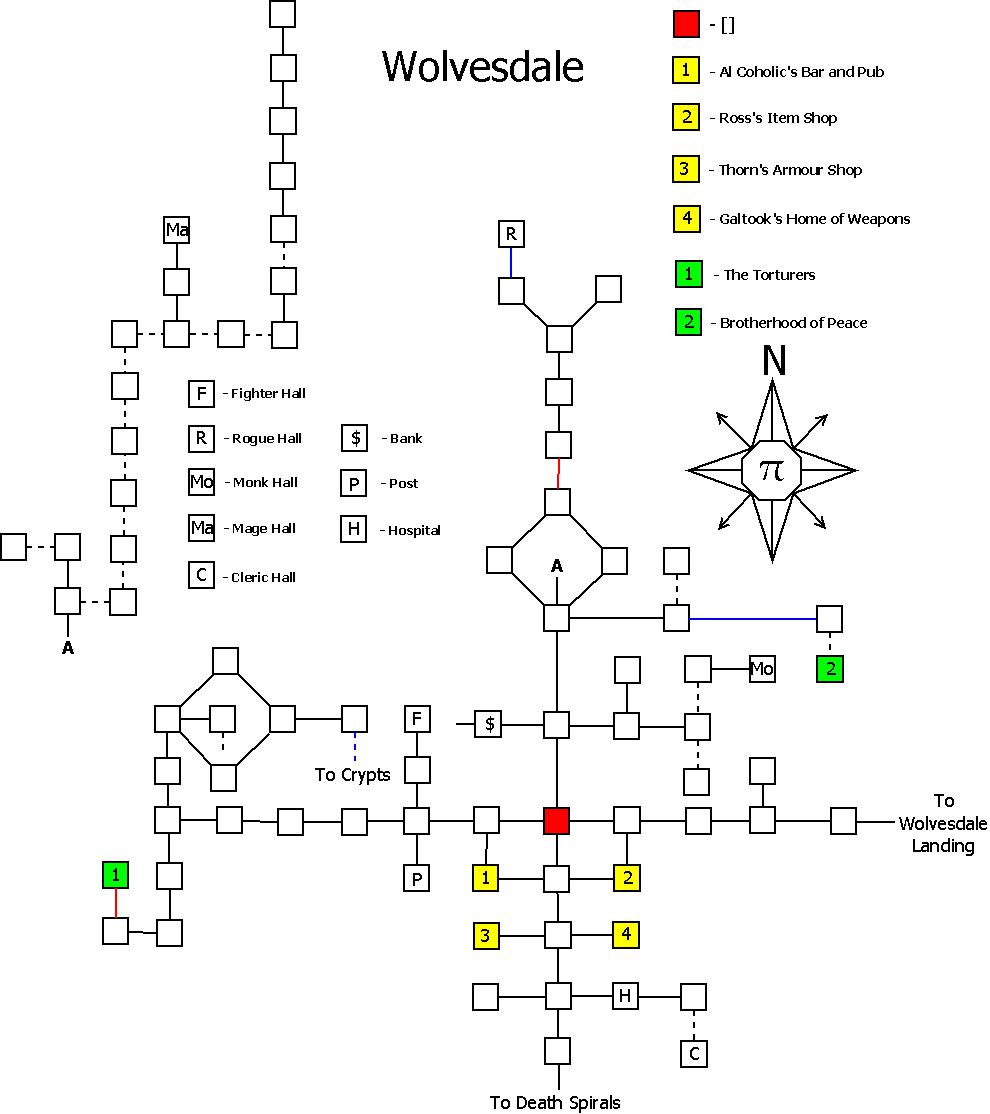 Wolvesdale
- []
1 - Al Coholic's Bar and Pub
2 - Ross's Item Shop
3 - Thorn's Armour Shop
4 - Galtook's Home of Weapons
1 - The Torturers
2 - Brotherhood of Peace
N
π
Ma
R
F - Fighter Hall
R - Rogue Hall
Mo - Monk Hall
Ma - Mage Hall
C - Cleric Hall
$ - Bank
P - Post
H - Hospital
A
A
Mo
2
F
$
To Crypts
To
Wolvesdale
Landing
1
P
1
2
3
4
H
C
To Death Spirals